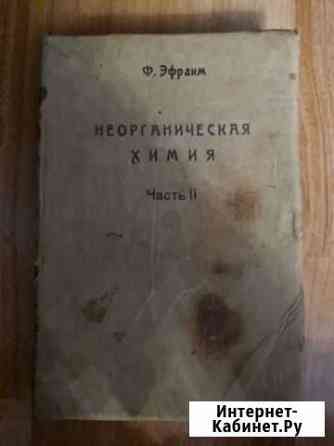 Ф. Эфраим
НЕОРГАНИЧЕСКАЯ
ХИМИЯ
Часть II
Интернет-
Кабинет.Ру